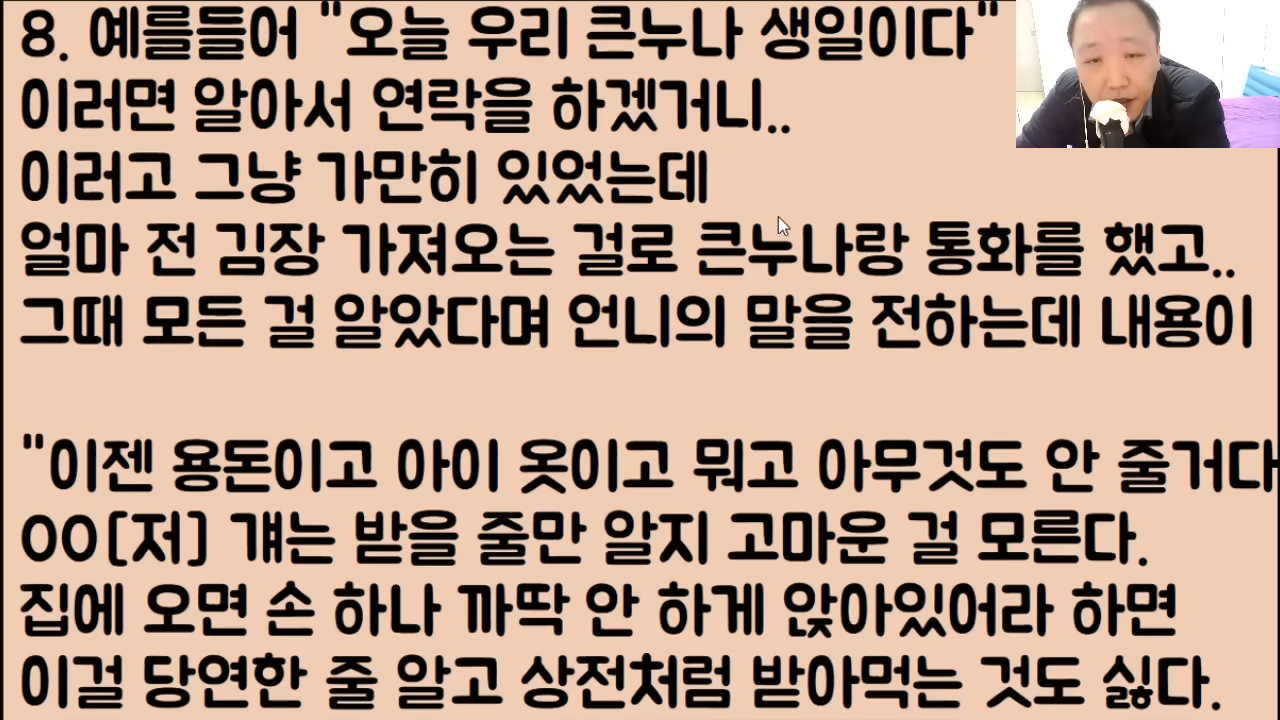 8. 예를들어 "오늘 우리 큰누나 생일이다"
이러면 알아서 연락을 하겠거니..
이러고 그냥 가만히 있었는데
얼마 전 김장 가져오는 걸로 큰누나랑 통화를 했고..
그때 모든 걸 알았다며 언니의 말을 전하는데 내용이
"이젠 용돈이고 아이 옷이고 뭐고 아무것도 안 줄거다
OO[저] 걔는 받을 줄만 알지 고마운 걸 모른다.
집에 오면 손 하나 까딱 안 하게 앉아있어라 하면
이걸 당연한 줄 알고 상전처럼 받아먹는 것도 싫다.